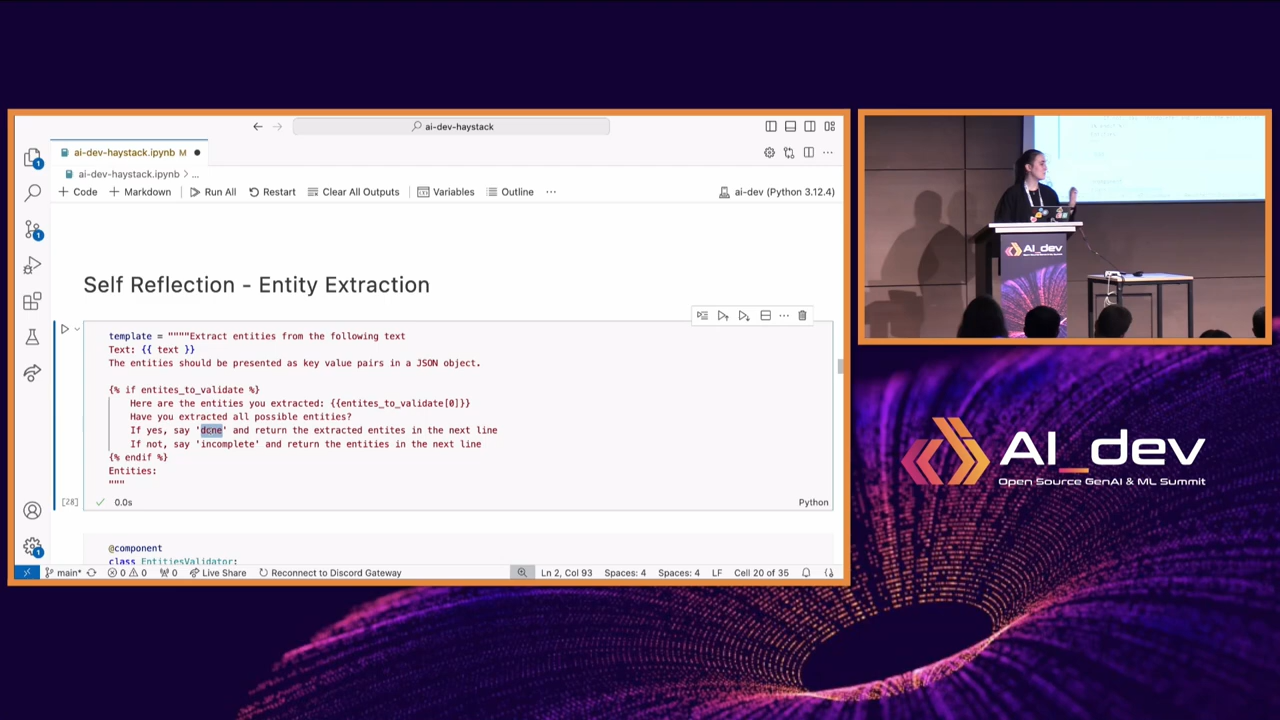 ai-dev-haystack
ai-dev-haystack.ipynb M
ai-dev-haystack.ipynb > ...
+ Code + Markdown Run All Restart Clear All Outputs Variables Outline ... ai-dev (Python 3.12.4)
Self Reflection - Entity Extraction
template = """"Extract entities from the following text
Text: {{ text }}
The entities should be presented as key value pairs in a JSON object.
{% if entites_to_validate %}
Here are the entities you extracted: {{entities_to_validate[0]}}
Have you extracted all possible entities?
If yes, say 'done' and return the extracted entites in the next line
If not, say 'incomplete' and return the entities in the next line
{% endif %}
Entities:
"""
[28] 0.0s Python
@component
class EntitiesValidator:
main* 0 0 0 Live Share Reconnect to Discord Gateway Ln 2, Col 93 Spaces: 4 Spaces: 4 LF Cell 20 of 35
1
1
1
AI_dev
AI_dev
Open Source GenAI & ML Summit